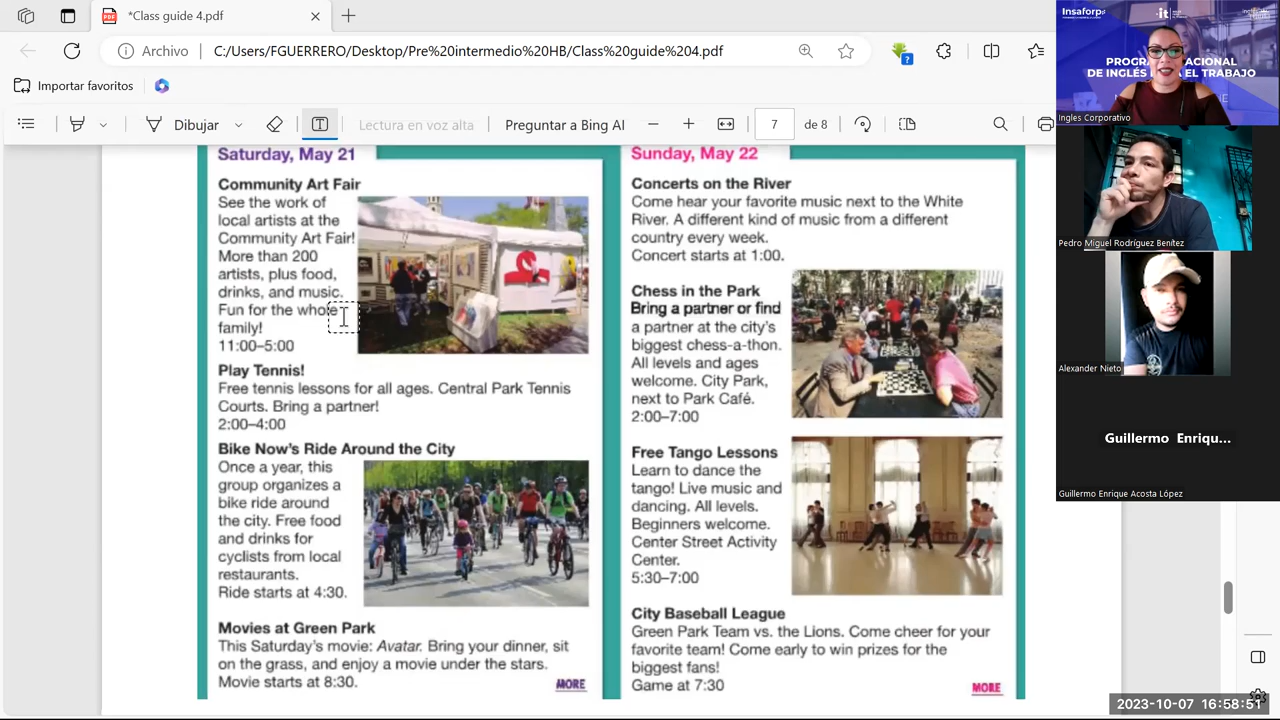 *Class guide 4.pdf
Archivo
C:/Users/FGUERRERO/Desktop/Pre%20intermedio%20HB/Class%20guide%204.pdf
Importar favoritos
Dibujar
Lectura en voz alta
Preguntar a Bing AI
7
de 8
Saturday, May 21
Community Art Fair
See the work of
local artists at the
Community Art Fair!
More than 200
artists, plus food,
drinks, and music.
Fun for the whole
family!
11:00–5:00
Play Tennis!
Free tennis lessons for all ages. Central Park Tennis
Courts. Bring a partner!
2:00–4:00
Bike Now's Ride Around the City
Once a year, this
group organizes a
bike ride around
the city. Free food
and drinks for
cyclists from local
restaurants.
Ride starts at 4:30.
Movies at Green Park
This Saturday's movie: Avatar. Bring your dinner, sit
on the grass, and enjoy a movie under the stars.
Movie starts at 8:30.
MORE
Sunday, May 22
Concerts on the River
Come hear your favorite music next to the White
River. A different kind of music from a different
country every week.
Concert starts at 1:00.
Chess in the Park
Bring a partner or find
a partner at the city's
biggest chess-a-thon.
All levels and ages
welcome. City Park,
next to Park Café.
2:00–7:00
Free Tango Lessons
Learn to dance the
tango! Live music and
dancing. All levels.
Beginners welcome.
Center Street Activity
Center.
5:30–7:00
City Baseball League
Green Park Team vs. the Lions. Come cheer for your
favorite team! Come early to win prizes for the
biggest fans!
Game at 7:30
MORE
Insaforp
it
DE INGLÉS
EL TRABAJO
Ingles Corporativo
Pedro Miguel Rodríguez Benítez
Alexander Nieto
Guillermo Enriqu...
Guillermo Enrique Acosta López
2023-10-07 16:58:51